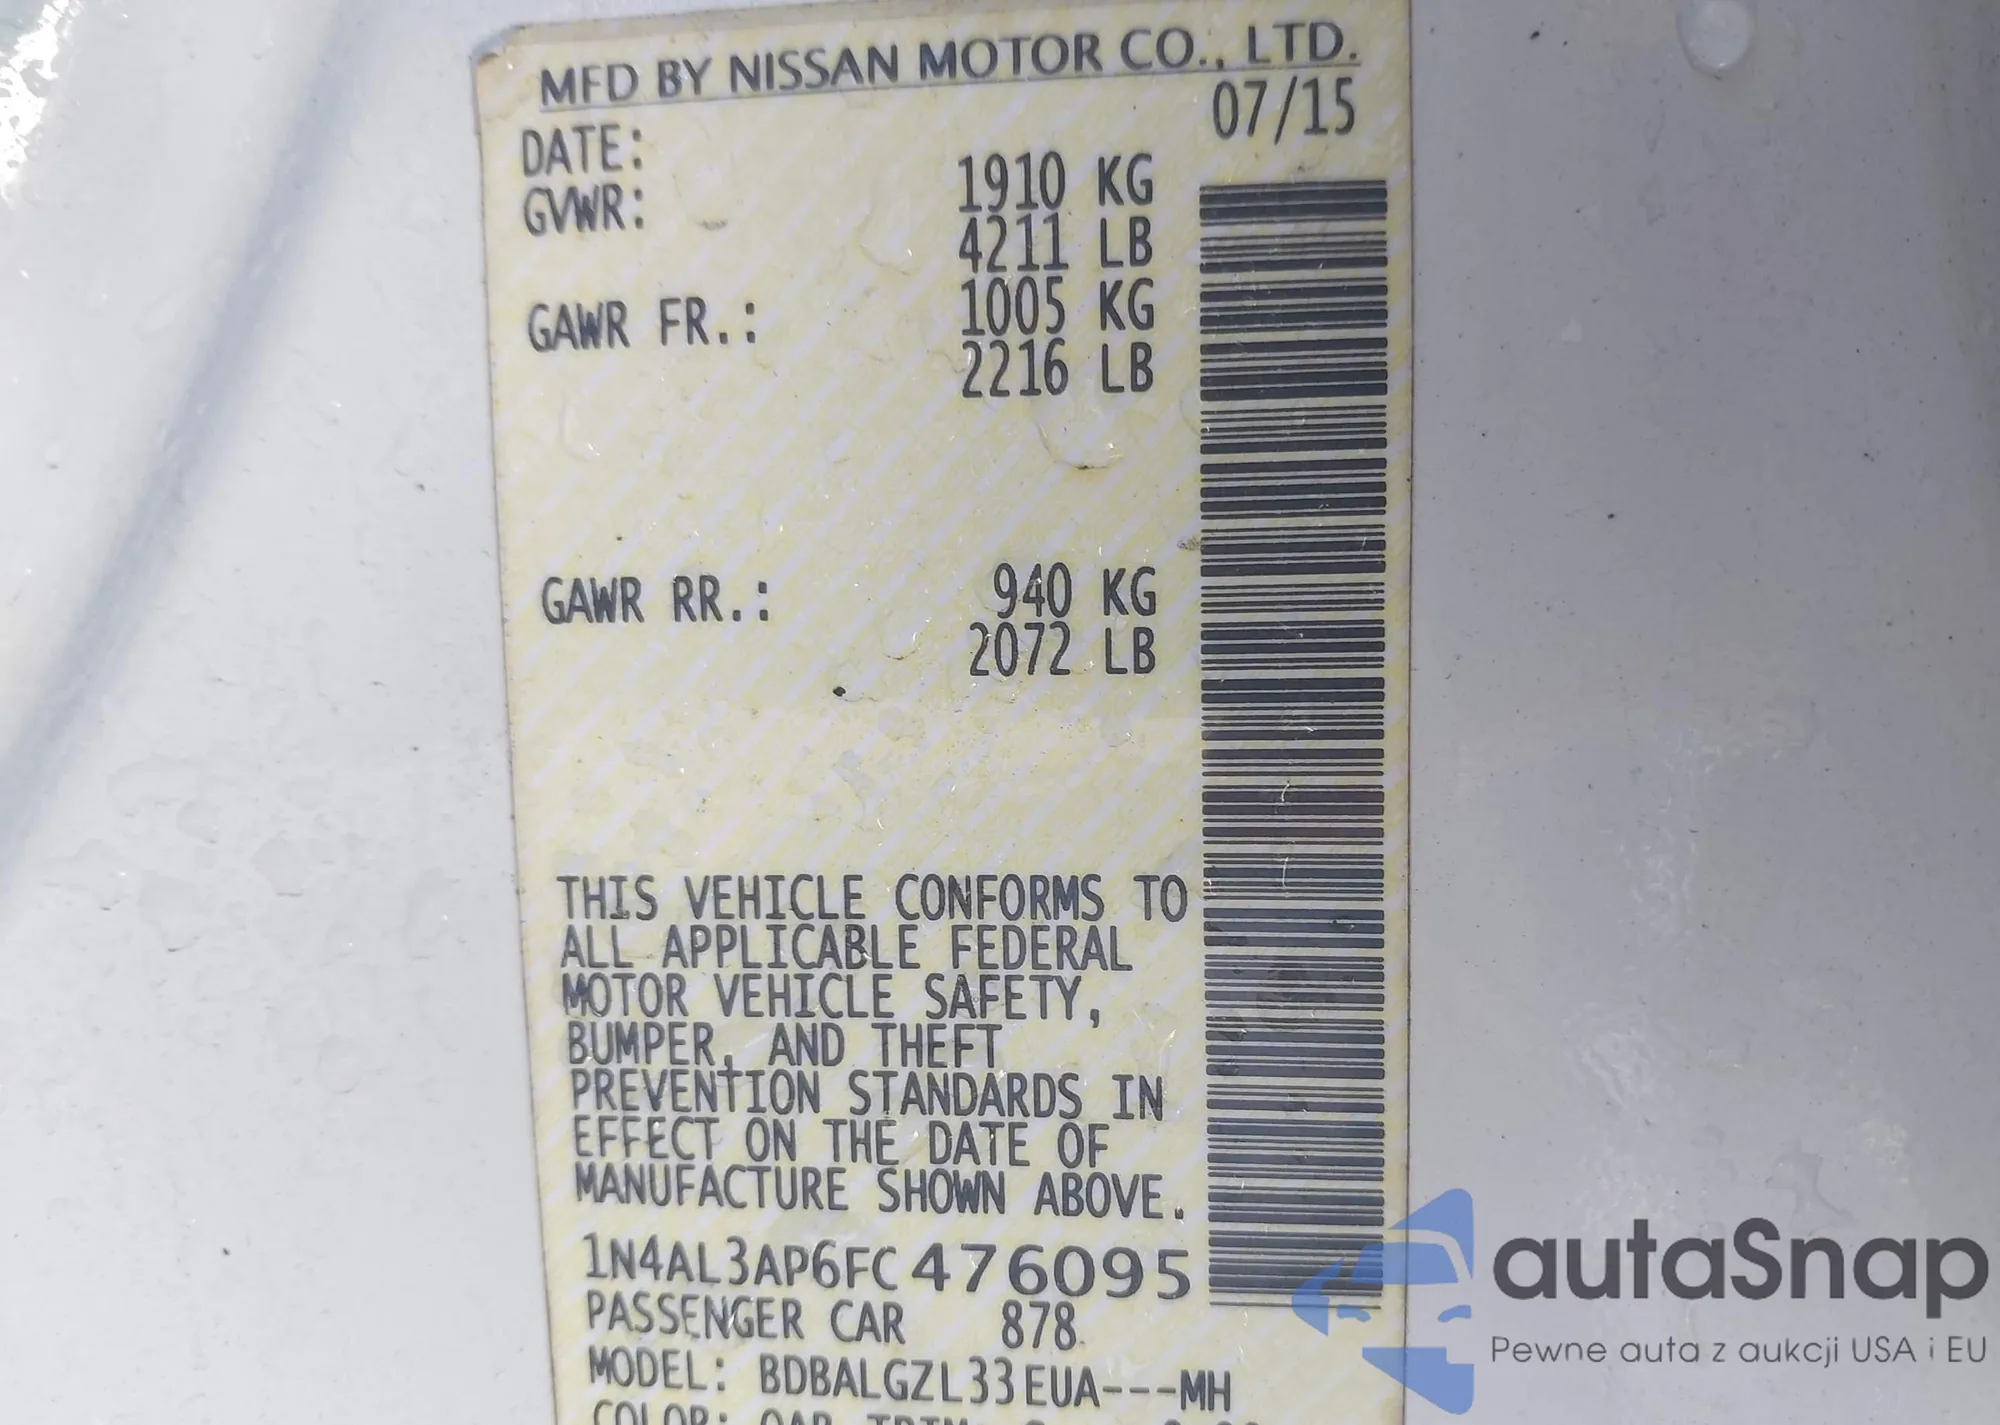 MFD BY NISSAN MOTOR CO., LTD.
DATE: 07/15
GVWR: 1910 KG
4211 LB
GAWR FR.: 1005 KG
2216 LB
GAWR RR.: 940 KG
2072 LB
THIS VEHICLE CONFORMS TO
ALL APPLICABLE FEDERAL
MOTOR VEHICLE SAFETY,
BUMPER, AND THEFT
PREVENTION STANDARDS IN
EFFECT ON THE DATE OF
MANUFACTURE SHOWN ABOVE.
1N4AL3AP6FC476095
PASSENGER CAR 878
MODEL: BDBALGZL33EUA---MH
COLOR: QAB TRIM:
autaSnap
Pewne auta z aukcji USA i EU